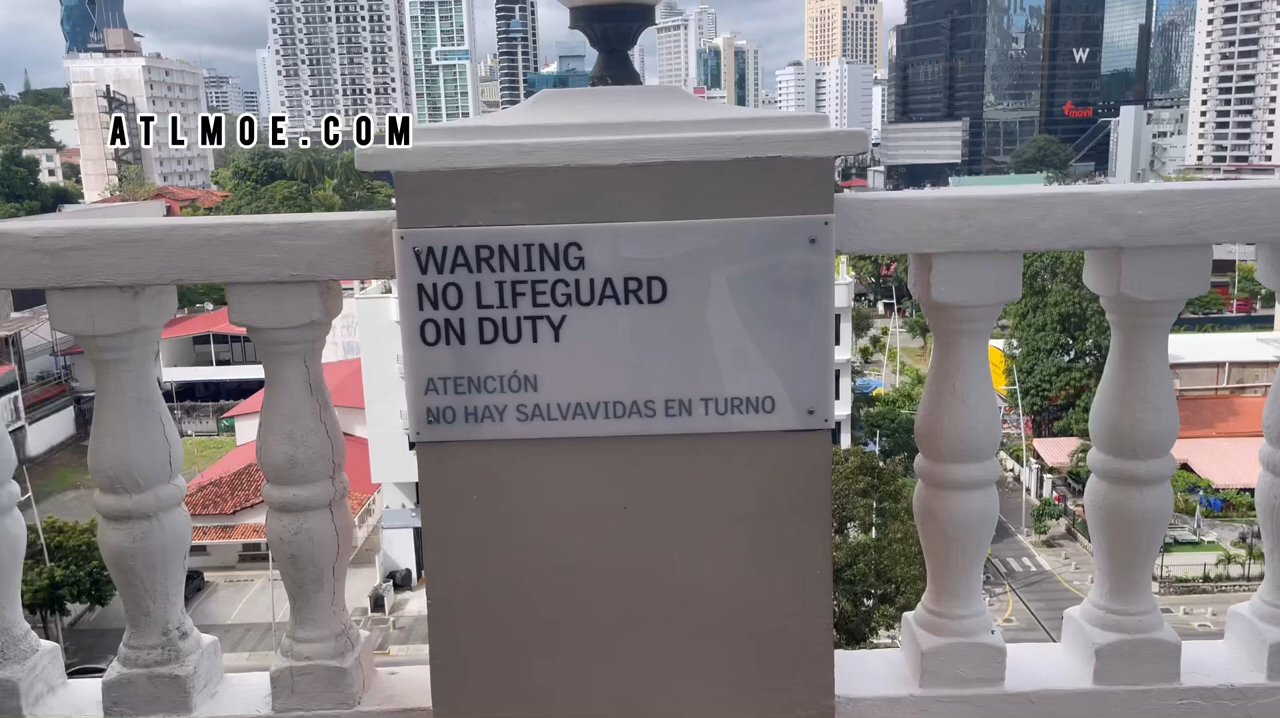 ATLMOE.COM
W
+movil
WARNING
NO LIFEGUARD
ON DUTY
ATENCIÓN
NO HAY SALVAVIDAS EN TURNO